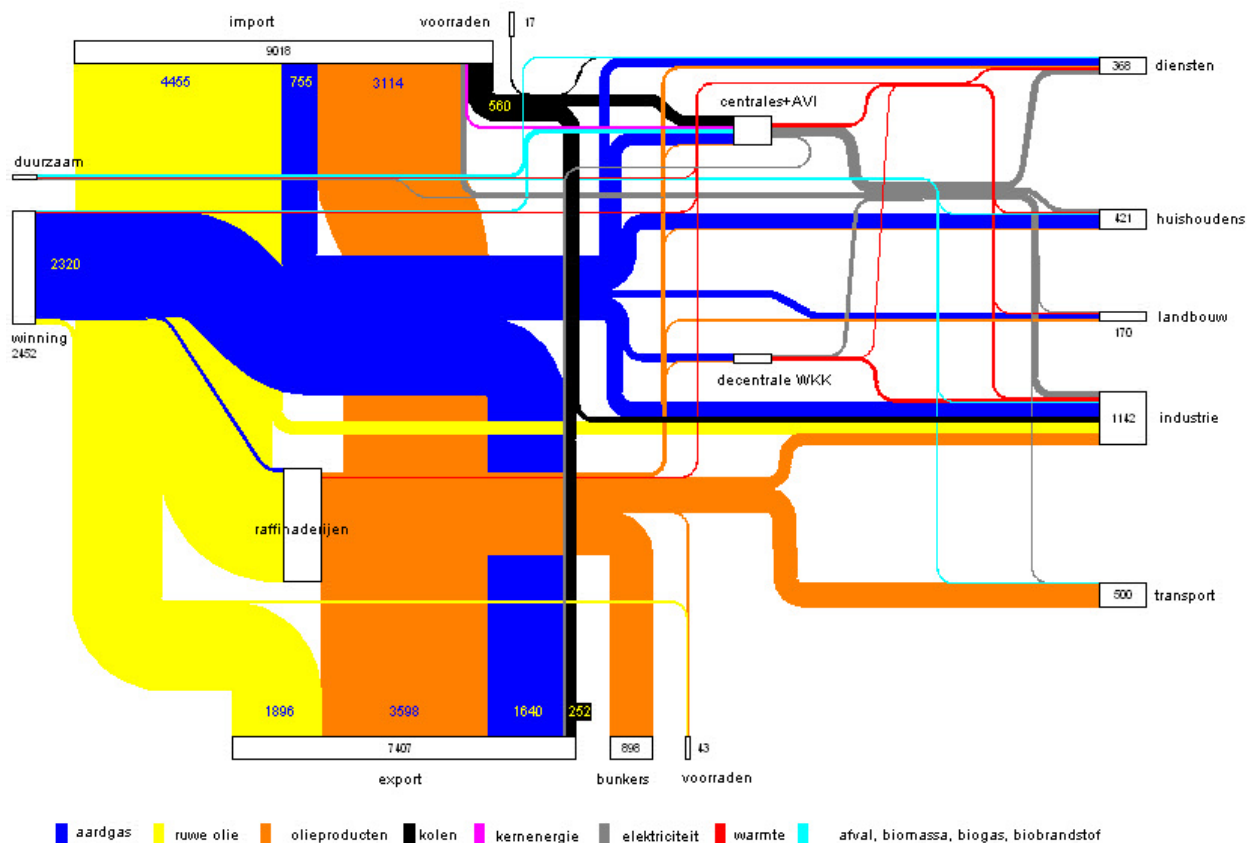 import
voorraden
17
9018
4455
755
3114
560
368
diensten
centrales+AVI
duurzaam
421
huishoudens
2320
landbouw
170
winning
2452
decentrale WKK
1142
industrie
raffinaderijen
500
transport
1896
3598
1640
252
7407
898
43
export
bunkers
voorraden
aardgas
ruwe olie
olieproducten
kolen
kernenergie
elektriciteit
warmte
afval, biomassa, biogas, biobrandstof